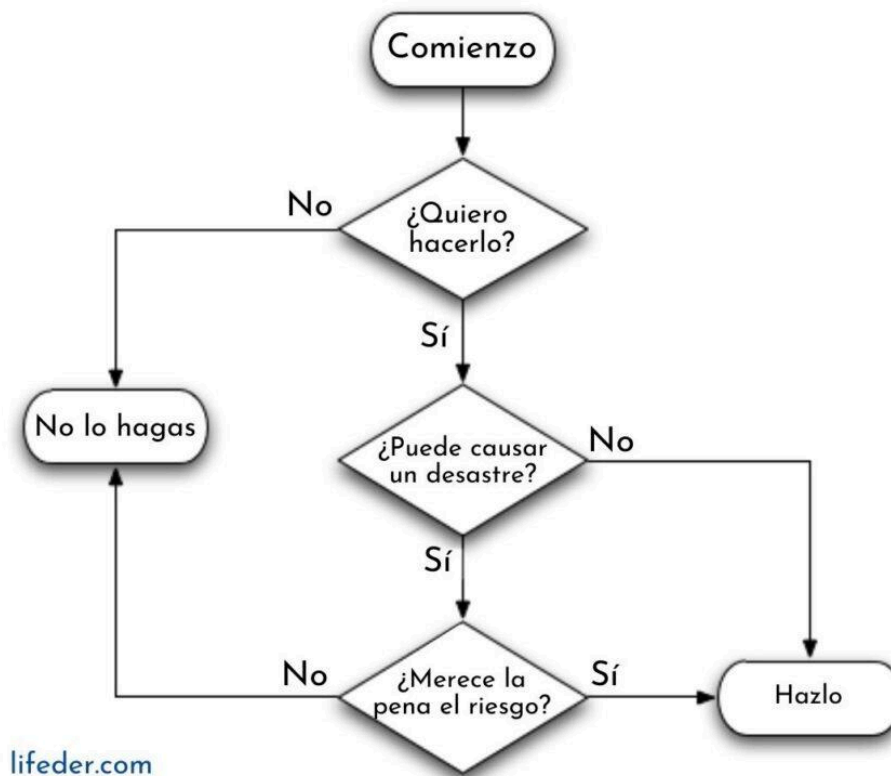 Comienzo
No
¿Quiero
hacerlo?
Sí
No lo hagas
¿Puede causar
un desastre?
No
Sí
No
¿Merece la
pena el riesgo?
Sí
Hazlo
lifeder.com